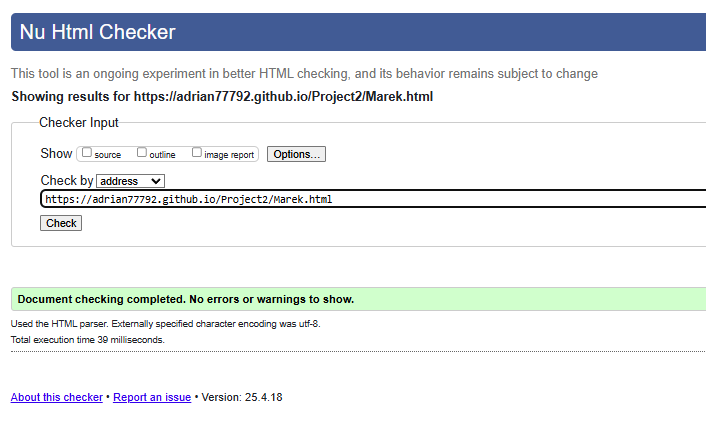 Nu Html Checker
This tool is an ongoing experiment in better HTML checking, and its behavior remains subject to change
Showing results for https://adrian77792.github.io/Project2/Marek.html
Checker Input
Show source outline image report Options...
Check by address
https://adrian77792.github.io/Project2/Marek.html
Check
Document checking completed. No errors or warnings to show.
Used the HTML parser. Externally specified character encoding was utf-8.
Total execution time 39 milliseconds.
About this checker • Report an issue • Version: 25.4.18